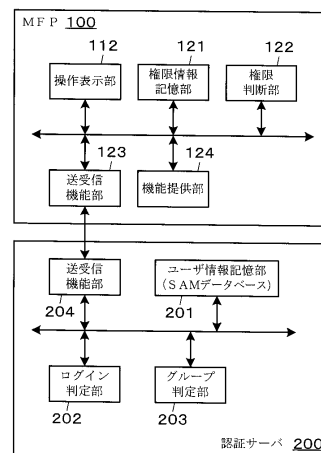 MFP 100
112
121
122
操作表示部
権限情報
記憶部
権限
判断部
123
124
送受信
機能部
機能提供部
送受信
機能部
ユーザ情報記憶部
(SAMデータベース)
204
201
ログイン
判定部
グループ
判定部
202
203
認証サーバ 200